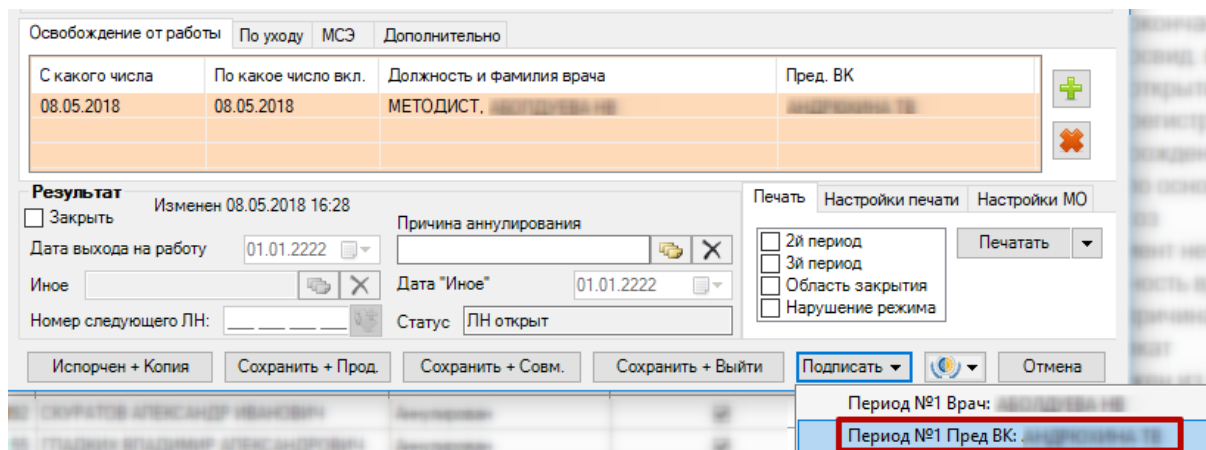 Освобождение от работы По уходу МСЭ Дополнительно
С какого числа По какое число вкл. Должность и фамилия врача Пред. ВК
08.05.2018 08.05.2018 МЕТОДИСТ,
Результат Изменен 08.05.2018 16:28
Закрыть
Причина аннулирования
Дата выхода на работу 01.01.2222
Иное Дата "Иное" 01.01.2222
Номер следующего ЛН: ___ ___ ___ ___ Статус ЛН открыт
Печать Настройки печати Настройки МО
2й период Печатать
3й период
Область закрытия
Нарушение режима
Испорчен + Копия Сохранить + Прод. Сохранить + Совм. Сохранить + Выйти Подписать Отмена
Период №1 Врач:
Период №1 Пред ВК: